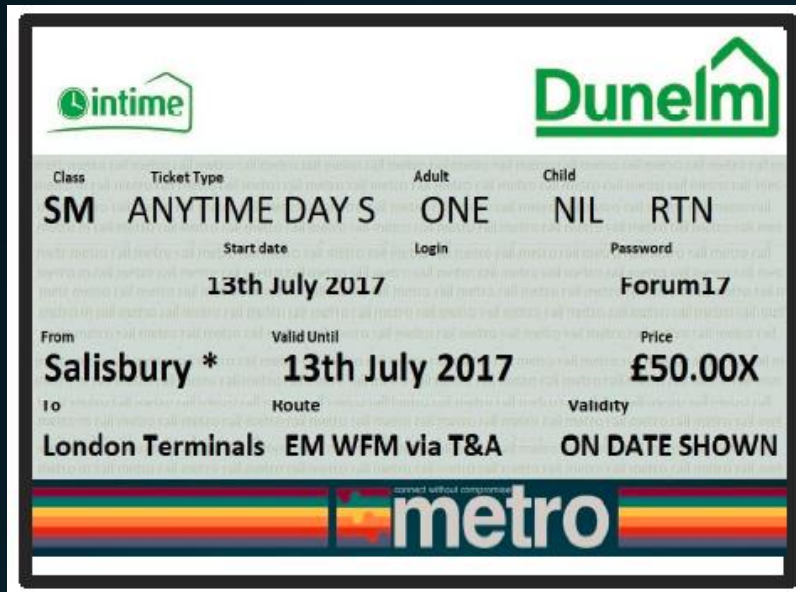 intime
Dunelm
Class Ticket Type Adult Child
SM ANYTIME DAY S ONE NIL RTN
Start date Login Password
13th July 2017 Forum17
From Valid Until Price
Salisbury * 13th July 2017 £50.00X
To Route Validity
London Terminals EM WFM via T&A ON DATE SHOWN
connect without compromise
metro